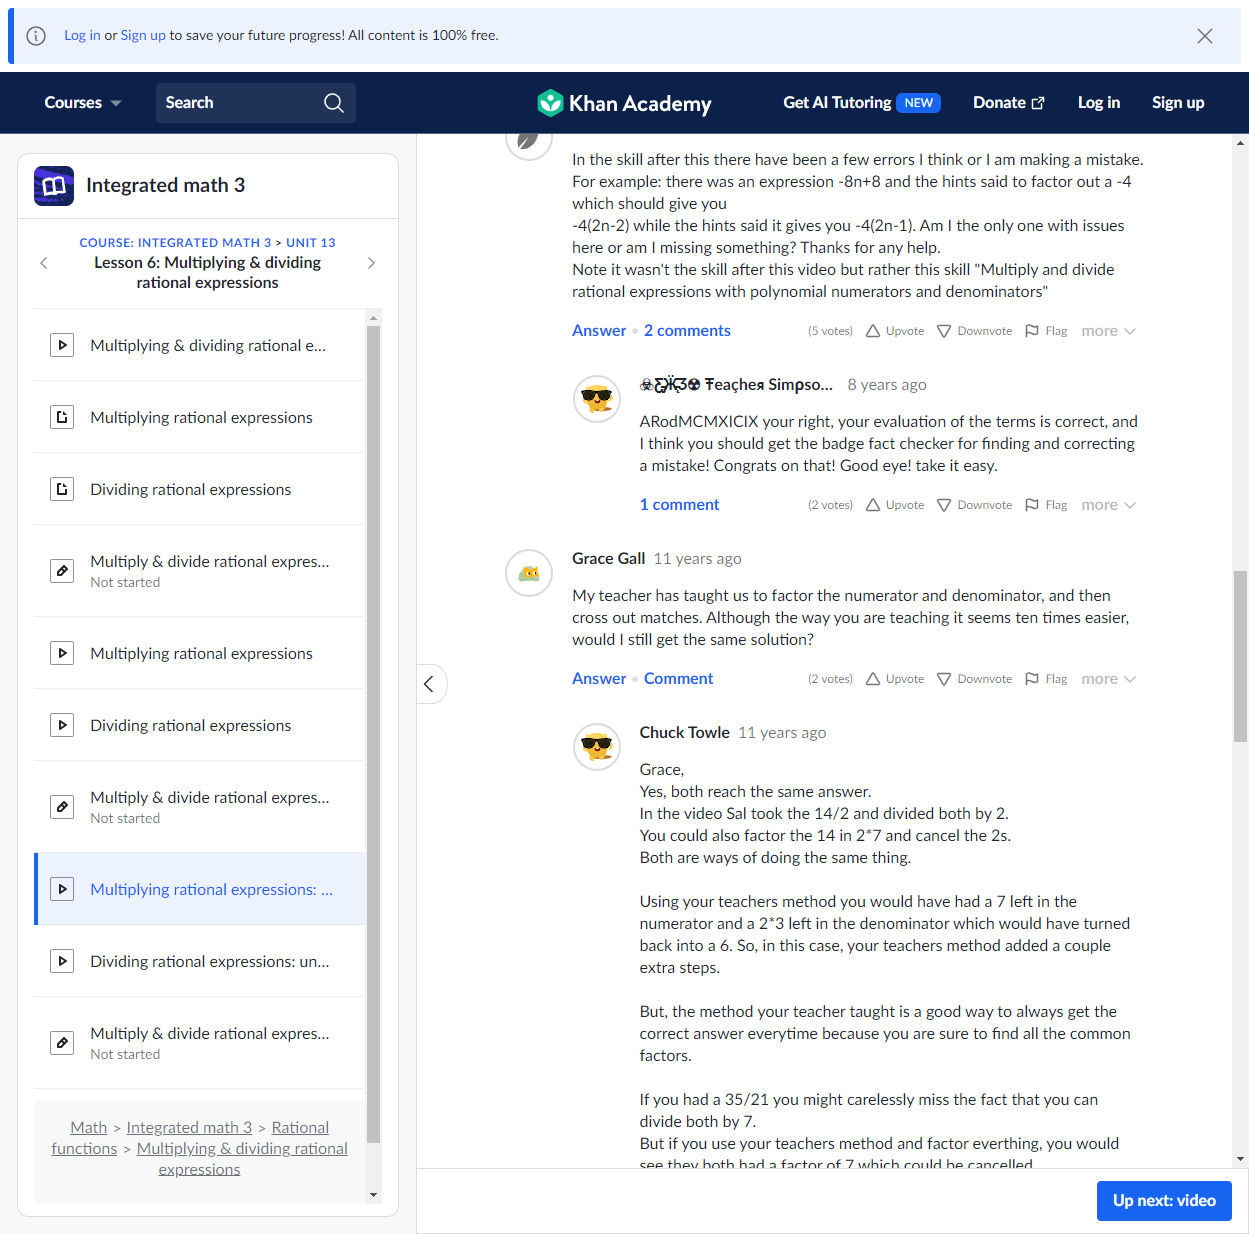 Log in or Sign up to save your future progress! All content is 100% free.
Courses
Search
Khan Academy
Get AI Tutoring NEW
Donate
Log in
Sign up
Integrated math 3
COURSE: INTEGRATED MATH 3 > UNIT 13
Lesson 6: Multiplying & dividing
rational expressions
Multiplying & dividing rational e...
Multiplying rational expressions
Dividing rational expressions
Multiply & divide rational expres...
Not started
Multiplying rational expressions
Dividing rational expressions
Multiply & divide rational expres...
Not started
Multiplying rational expressions: ...
Dividing rational expressions: un...
Multiply & divide rational expres...
Not started
Math > Integrated math 3 > Rational
functions > Multiplying & dividing rational
expressions
In the skill after this there have been a few errors I think or I am making a mistake.
For example: there was an expression -8n+8 and the hints said to factor out a -4
which should give you
-4(2n-2) while the hints said it gives you -4(2n-1). Am I the only one with issues
here or am I missing something? Thanks for any help.
Note it wasn't the skill after this video but rather this skill "Multiply and divide
rational expressions with polynomial numerators and denominators"
Answer • 2 comments (5 votes) Upvote Downvote Flag more
Ŧeaçheя Simρso... 8 years ago
ARodMCMXICIX your right, your evaluation of the terms is correct, and
I think you should get the badge fact checker for finding and correcting
a mistake! Congrats on that! Good eye! take it easy.
1 comment (2 votes) Upvote Downvote Flag more
Grace Gall 11 years ago
My teacher has taught us to factor the numerator and denominator, and then
cross out matches. Although the way you are teaching it seems ten times easier,
would I still get the same solution?
Answer • Comment (2 votes) Upvote Downvote Flag more
Chuck Towle 11 years ago
Grace,
Yes, both reach the same answer.
In the video Sal took the 14/2 and divided both by 2.
You could also factor the 14 in 2*7 and cancel the 2s.
Both are ways of doing the same thing.
Using your teachers method you would have had a 7 left in the
numerator and a 2*3 left in the denominator which would have turned
back into a 6. So, in this case, your teachers method added a couple
extra steps.
But, the method your teacher taught is a good way to always get the
correct answer everytime because you are sure to find all the common
factors.
If you had a 35/21 you might carelessly miss the fact that you can
divide both by 7.
But if you use your teachers method and factor everthing, you would
see they both had a factor of 7 which could be cancelled
Up next: video